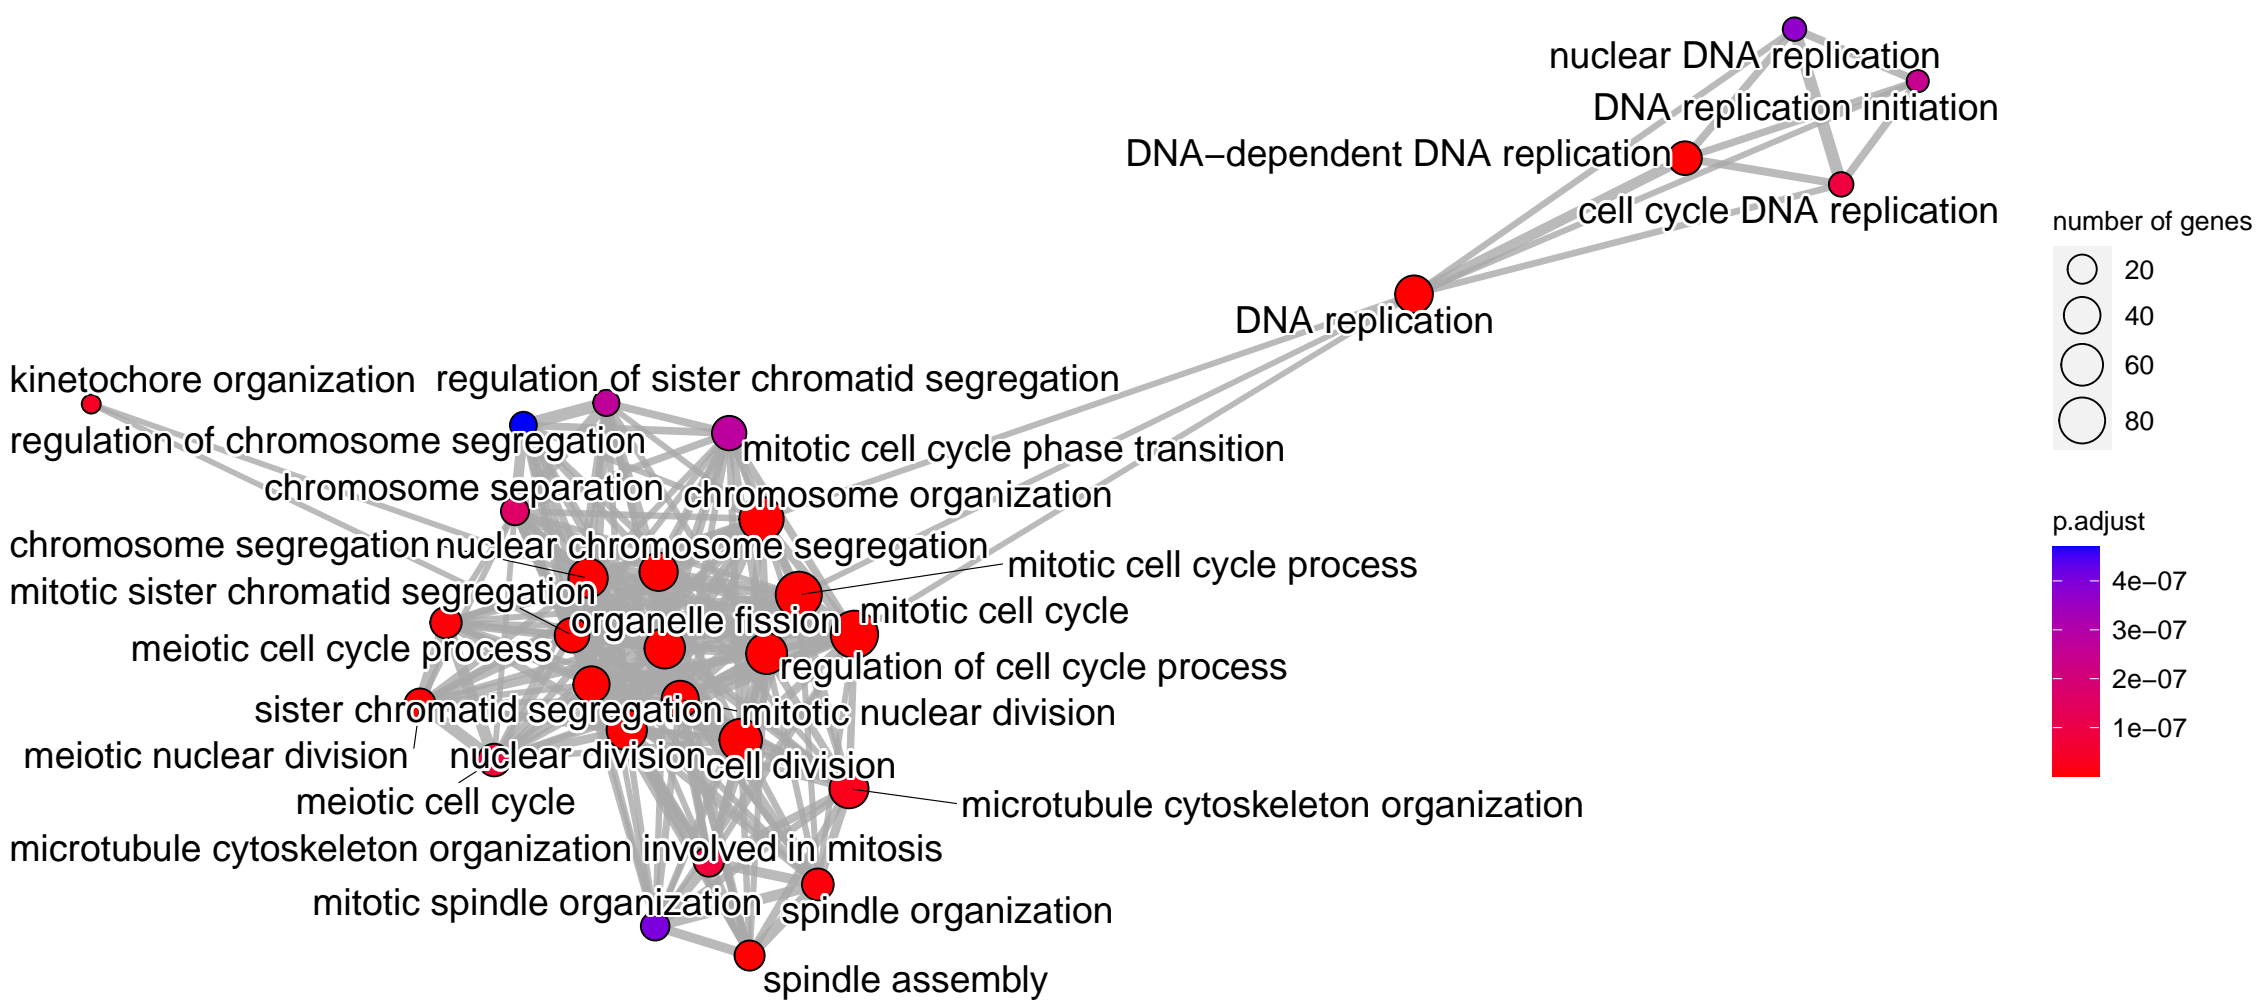 nuclear DNA replication
DNA replication initiation
DNA−dependent DNA replication
cell cycle DNA replication
DNA replication
kinetochore organization
regulation of sister chromatid segregation
regulation of chromosome segregation
mitotic cell cycle phase transition
chromosome separation
chromosome organization
chromosome segregation
nuclear chromosome segregation
mitotic cell cycle process
mitotic sister chromatid segregation
organelle fission
mitotic cell cycle
meiotic cell cycle process
regulation of cell cycle process
sister chromatid segregation
mitotic nuclear division
meiotic nuclear division
nuclear division
cell division
meiotic cell cycle
microtubule cytoskeleton organization
microtubule cytoskeleton organization involved in mitosis
mitotic spindle organization
spindle organization
spindle assembly
number of genes
20
40
60
80
p.adjust
4e−07
3e−07
2e−07
1e−07